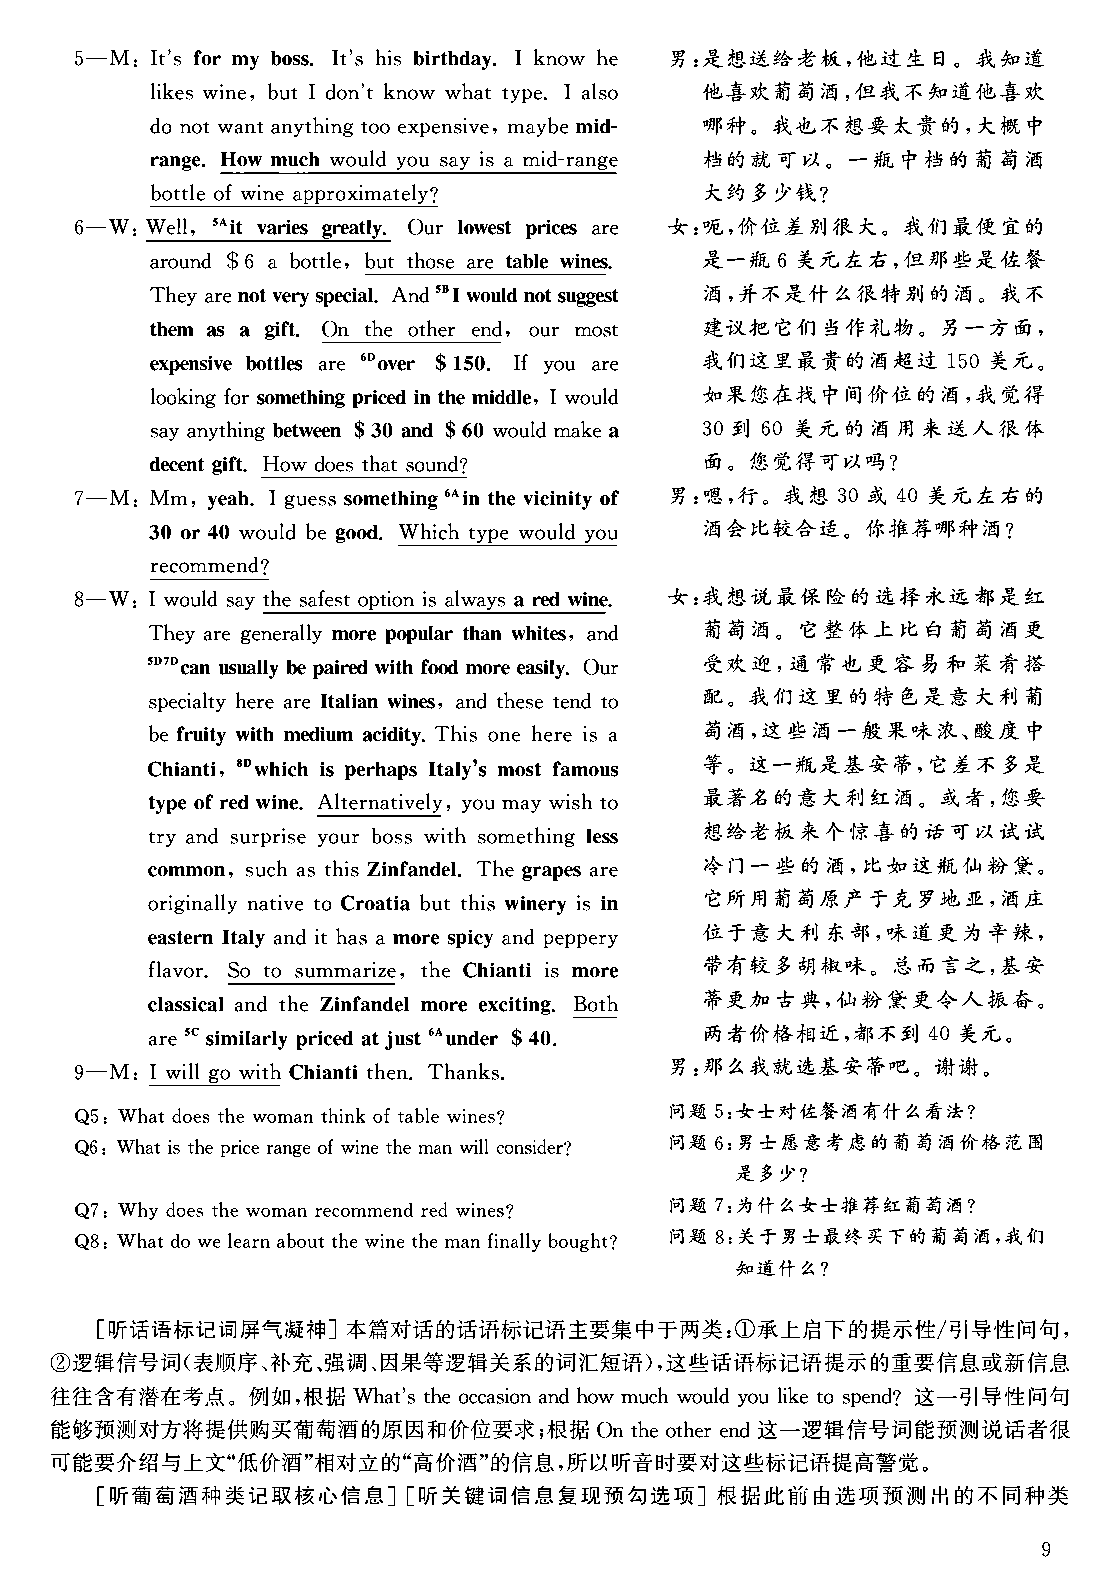 5—M: It's for my boss. It's his birthday. I know he
likes wine, but I don't know what type. I also
do not want anything too expensive, maybe mid-
range. How much would you say is a mid-range
bottle of wine approximately?
男:是想送给老板,他过生日。我知道
他喜欢葡萄酒,但我不知道他喜欢
哪种。我也不想要太贵的,大概中
档的就可以。一瓶中档的葡萄酒
大约多少钱?
6—W: Well, 5Ait varies greatly. Our lowest prices are
around $6 a bottle, but those are table wines.
They are not very special. And 5BI would not suggest
them as a gift. On the other end, our most
expensive bottles are 6Dover $150. If you are
looking for something priced in the middle, I would
say anything between $30 and $60 would make a
decent gift. How does that sound?
女:呃,价位差别很大。我们最便宜的
是一瓶 6 美元左右,但那些是佐餐
酒,并不是什么很特别的酒。我不
建议把它们当作礼物。另一方面,
我们这里最贵的酒超过 150 美元。
如果您在找中间价位的酒,我觉得
30 到 60 美元的酒用来送人很体
面。您觉得可以吗?
7—M: Mm, yeah. I guess something 6Ain the vicinity of
30 or 40 would be good. Which type would you
recommend?
男:嗯,行。我想 30 或 40 美元左右的
酒会比较合适。你推荐哪种酒?
8—W: I would say the safest option is always a red wine.
They are generally more popular than whites, and
5D7Dcan usually be paired with food more easily. Our
specialty here are Italian wines, and these tend to
be fruity with medium acidity. This one here is a
Chianti, 8Dwhich is perhaps Italy's most famous
type of red wine. Alternatively, you may wish to
try and surprise your boss with something less
common, such as this Zinfandel. The grapes are
originally native to Croatia but this winery is in
eastern Italy and it has a more spicy and peppery
flavor. So to summarize, the Chianti is more
classical and the Zinfandel more exciting. Both
are 5C similarly priced at just 6Aunder $40.
女:我想说最保险的选择永远都是红
葡萄酒。它整体上比白葡萄酒更
受欢迎,通常也更容易和菜肴搭
配。我们这里的特色是意大利葡
萄酒,这些酒一般果味浓、酸度中
等。这一瓶是基安蒂,它差不多是
最著名的意大利红酒。或者,您要
想给老板来个惊喜的话可以试试
冷门一些的酒,比如这瓶仙粉黛。
它所用葡萄原产于克罗地亚,酒庄
位于意大利东部,味道更为辛辣,
带有较多胡椒味。总而言之,基安
蒂更加古典,仙粉黛更令人振奋。
两者价格相近,都不到 40 美元。
9—M: I will go with Chianti then. Thanks.
男:那么我就选基安蒂吧。谢谢。
Q5: What does the woman think of table wines?
问题 5:女士对佐餐酒有什么看法?
Q6: What is the price range of wine the man will consider?
问题 6:男士愿意考虑的葡萄酒价格范围
是多少?
Q7: Why does the woman recommend red wines?
问题 7:为什么女士推荐红葡萄酒?
Q8: What do we learn about the wine the man finally bought?
问题 8:关于男士最终买下的葡萄酒,我们
知道什么?
[听话语标记词屏气凝神] 本篇对话的话语标记语主要集中于两类:①承上启下的提示性/引导性问句,
②逻辑信号词(表顺序、补充、强调、因果等逻辑关系的词汇短语),这些话语标记语提示的重要信息或新信息
往往含有潜在考点。例如,根据 What's the occasion and how much would you like to spend? 这一引导性问句
能够预测对方将提供购买葡萄酒的原因和价位要求;根据 On the other end 这一逻辑信号词能预测说话者很
可能要介绍与上文“低价酒”相对立的“高价酒”的信息,所以听音时要对这些标记语提高警觉。
[听葡萄酒种类记取核心信息][听关键词信息复现预勾选项] 根据此前由选项预测出的不同种类
9